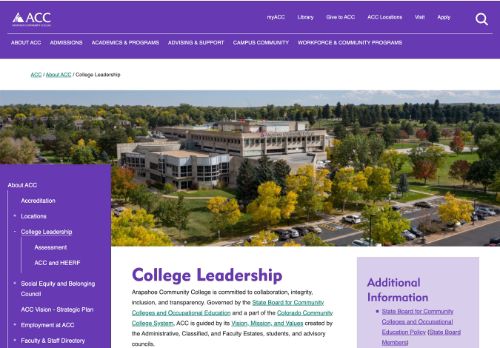 ACC
myACC Library Give to ACC ACC Locations Visit Apply
ABOUT ACC ADMISSIONS ACADEMICS & PROGRAMS ADVISING & SUPPORT CAMPUS COMMUNITY WORKFORCE & COMMUNITY PROGRAMS
ACC / About ACC / College Leadership
About ACC
Accreditation
Locations
College Leadership
Assessment
ACC and HEERF
Social Equity and Belonging
Council
ACC Vision - Strategic Plan
Employment at ACC
Faculty & Staff Directory
College Leadership
Arapahoe Community College is committed to collaboration, integrity,
inclusion, and transparency. Governed by the State Board for Community
Colleges and Occupational Education and a part of the Colorado Community
College System, ACC is guided by its Vision, Mission, and Values created by
the Administrative, Classified, and Faculty Estates, students, and advisory
councils.
Additional
Information
State Board for Community
Colleges and Occupational
Education Policy (State Board
Members)